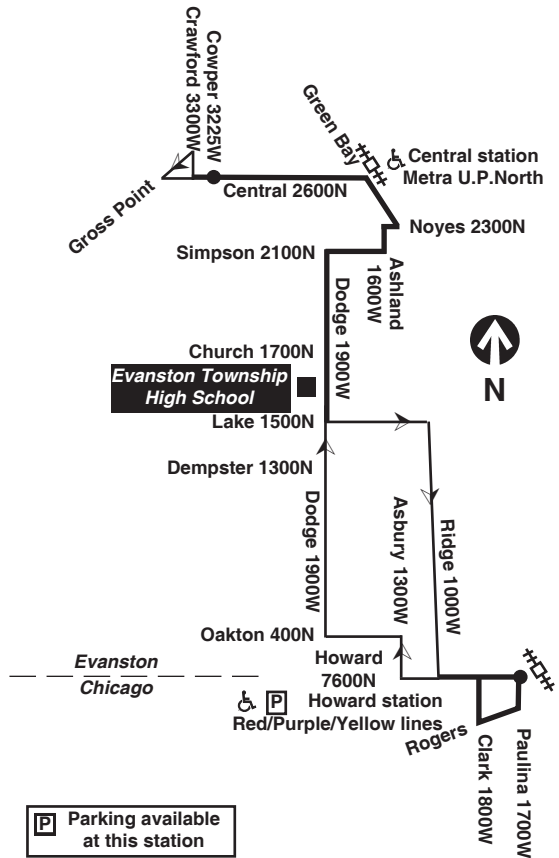 Cowper 3225W
Crawford 3300W
Green Bay
Central station
Metra U.P.North
Central 2600N
Gross Point
Noyes 2300N
Simpson 2100N
Ashland
1600W
Dodge 1900W
N
Church 1700N
Evanston Township
High School
Lake 1500N
Dempster 1300N
Dodge 1900W
Asbury 1300W
Ridge 1000W
Oakton 400N
Evanston
Chicago
Howard
7600N
P Howard station
Red/Purple/Yellow lines
Rogers
Clark 1800W
Paulina 1700W
P Parking available
at this station